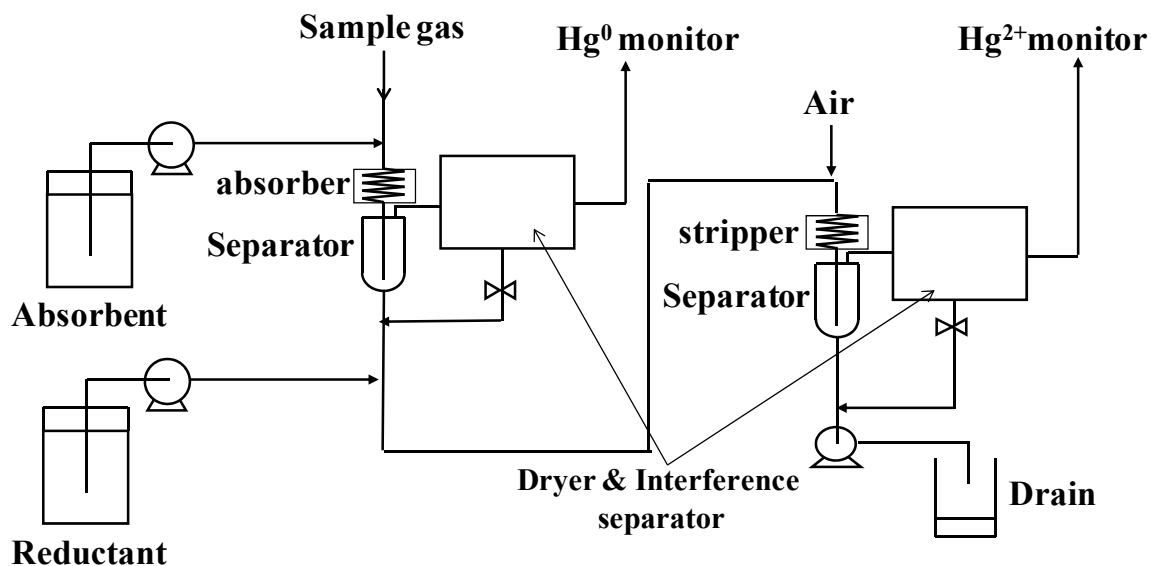 Sample gas
Hg⁰ monitor
Hg²⁺monitor
Air
absorber
Separator
stripper
Separator
Absorbent
Dryer & Interference
separator
Drain
Reductant